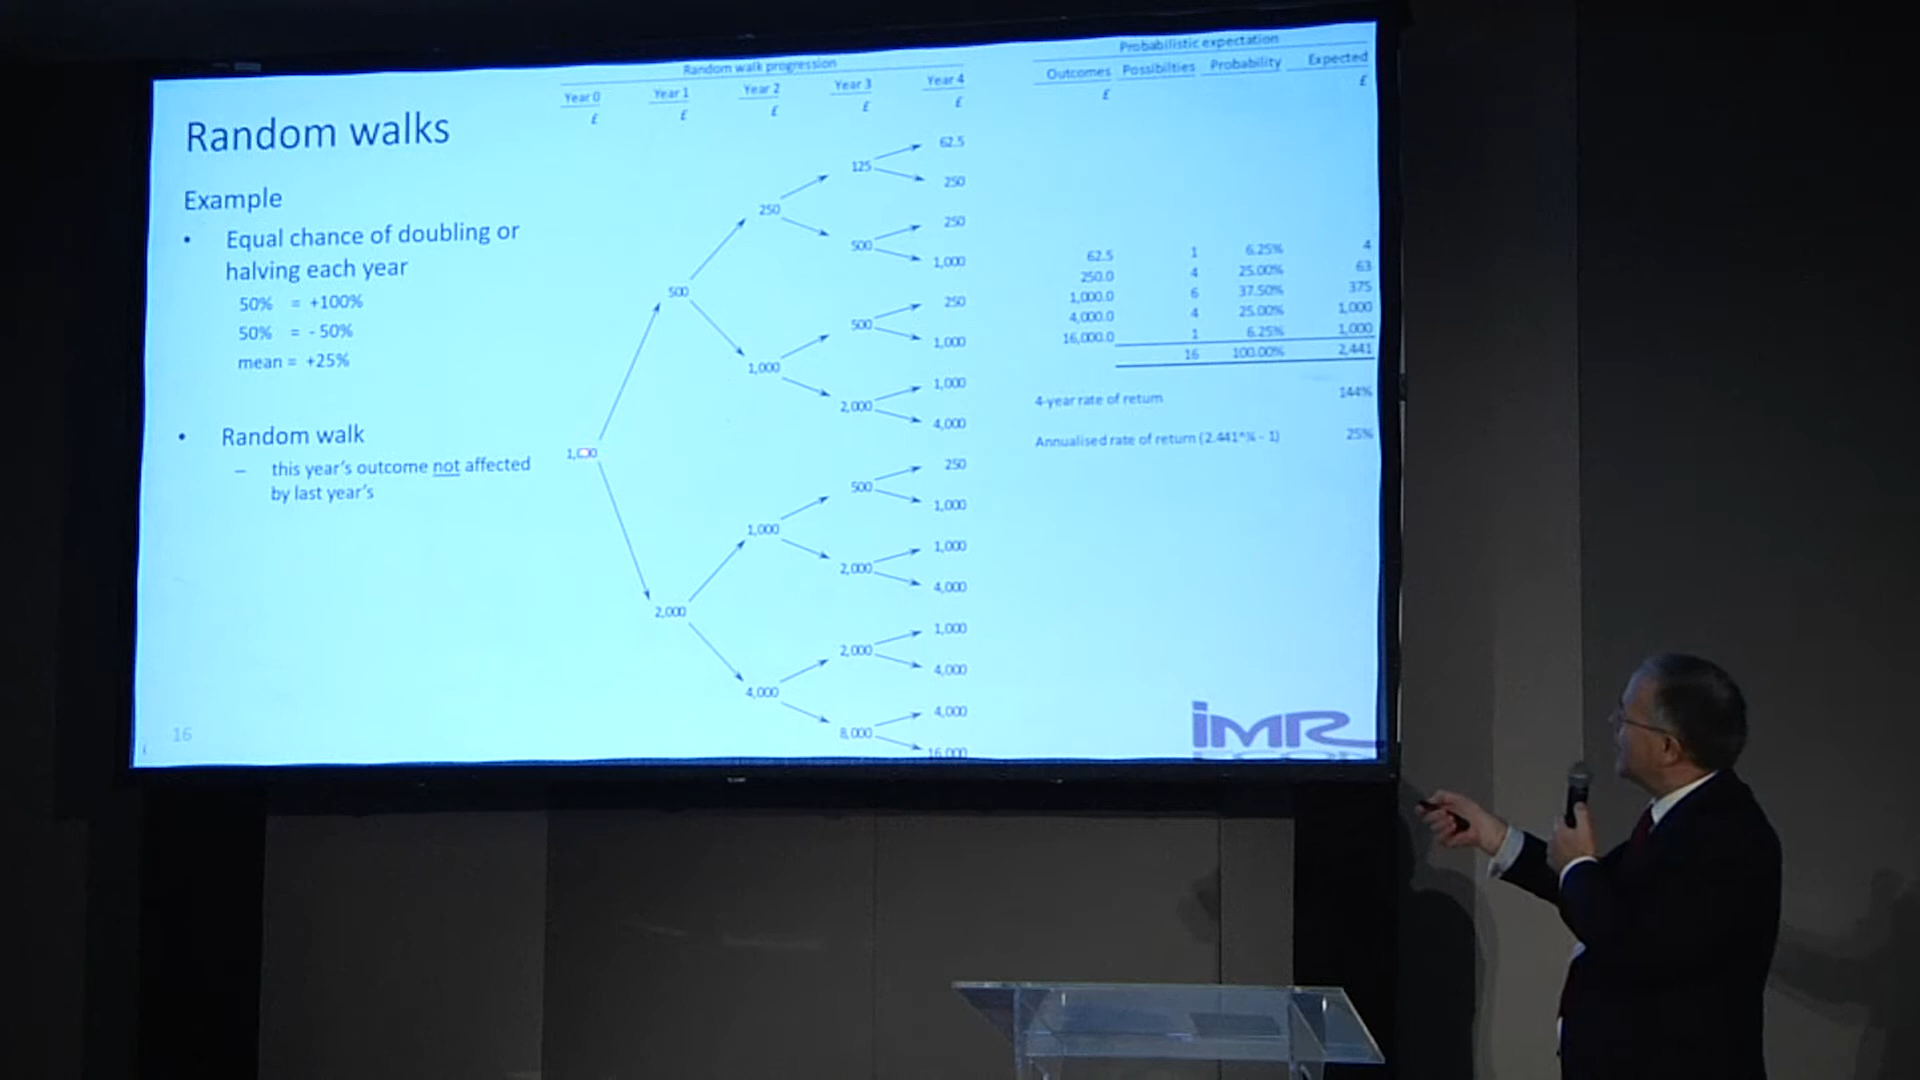 Random walks
Example
• Equal chance of doubling or
halving each year
50% = +100%
50% = - 50%
mean = +25%
• Random walk
– this year's outcome not affected
by last year's
16
Random walk progression
Year 0 Year 1 Year 2 Year 3 Year 4
£ £ £ £ £
62.5
125
250
250
250
500
1,000
500
250
500
1,000
1,000
1,000
2,000
4,000
1,000
250
500
1,000
1,000
1,000
2,000
4,000
2,000
1,000
2,000
4,000
4,000
4,000
8,000
16,000
Probabilistic expectation
Outcomes Possibilties Probability Expected
£ £
62.5 1 6.25% 4
250.0 4 25.00% 63
1,000.0 6 37.50% 375
4,000.0 4 25.00% 1,000
16,000.0 1 6.25% 1,000
16 100.00% 2,441
4-year rate of return 144%
Annualised rate of return (2.441^¼ - 1) 25%
iMR